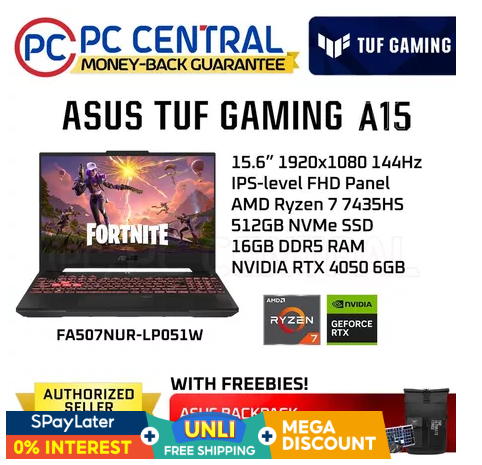 PC PC CENTRAL
MONEY-BACK GUARANTEE
TUF GAMING
ASUS TUF GAMING A15
15.6” 1920x1080 144Hz
IPS-level FHD Panel
AMD Ryzen 7 7435HS
512GB NVMe SSD
16GB DDR5 RAM
NVIDIA RTX 4050 6GB
FORTNITE
FA507NUR-LP051W
AMD
RYZEN
7
NVIDIA
GEFORCE
RTX
AUTHORIZED
SELLER
WITH FREEBIES!
ASUS BACKPACK
SPayLater
0% INTEREST
+
UNLI
FREE SHIPPING
+
MEGA
DISCOUNT